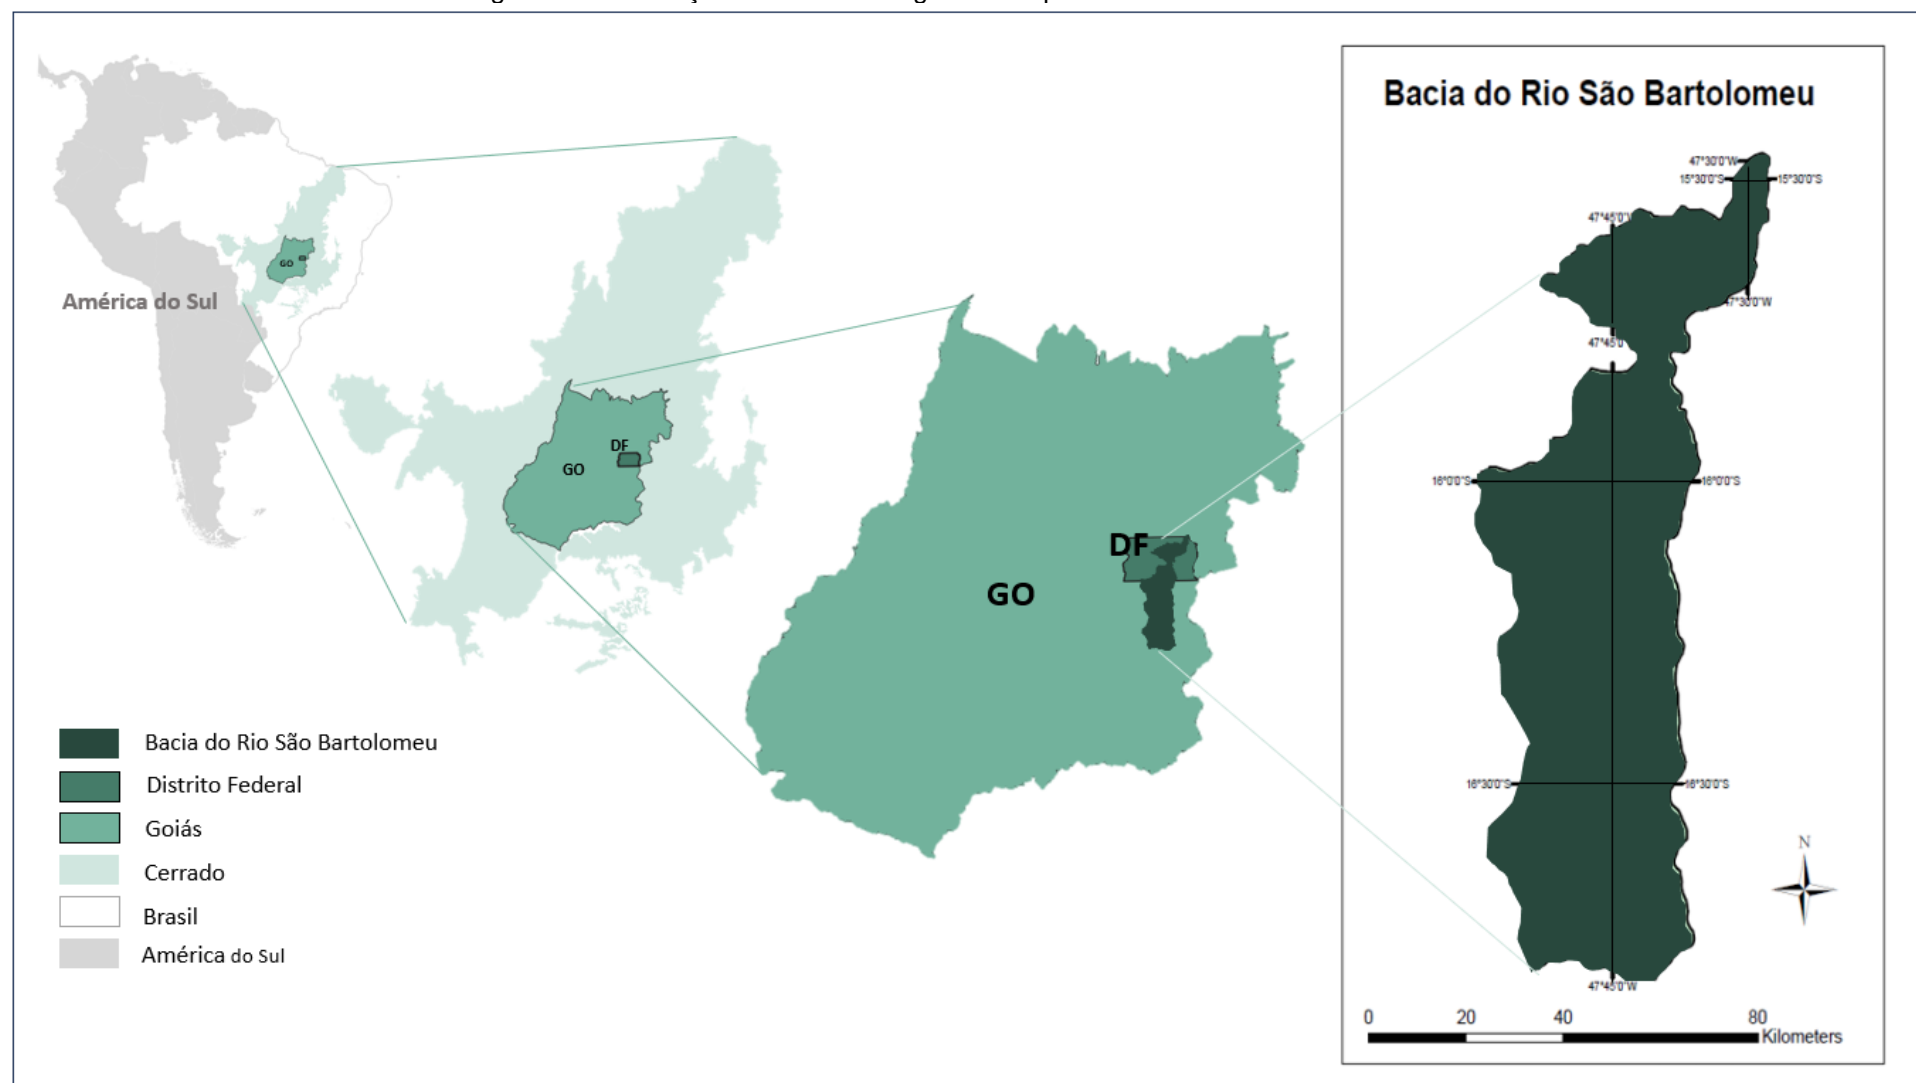 América do Sul
GO
DF
GO
DF
GO
Bacia do Rio São Bartolomeu
Distrito Federal
Goiás
Cerrado
Brasil
América do Sul
Bacia do Rio São Bartolomeu
47°30'0"W
15°30'0"S
15°30'0"S
47°45'0"
47°30'0"W
47°45'0
16°0'0"S
16°0'0"S
16°30'0"S
16°30'0"S
47°45'0"W
N
0 20 40 80
Kilometers